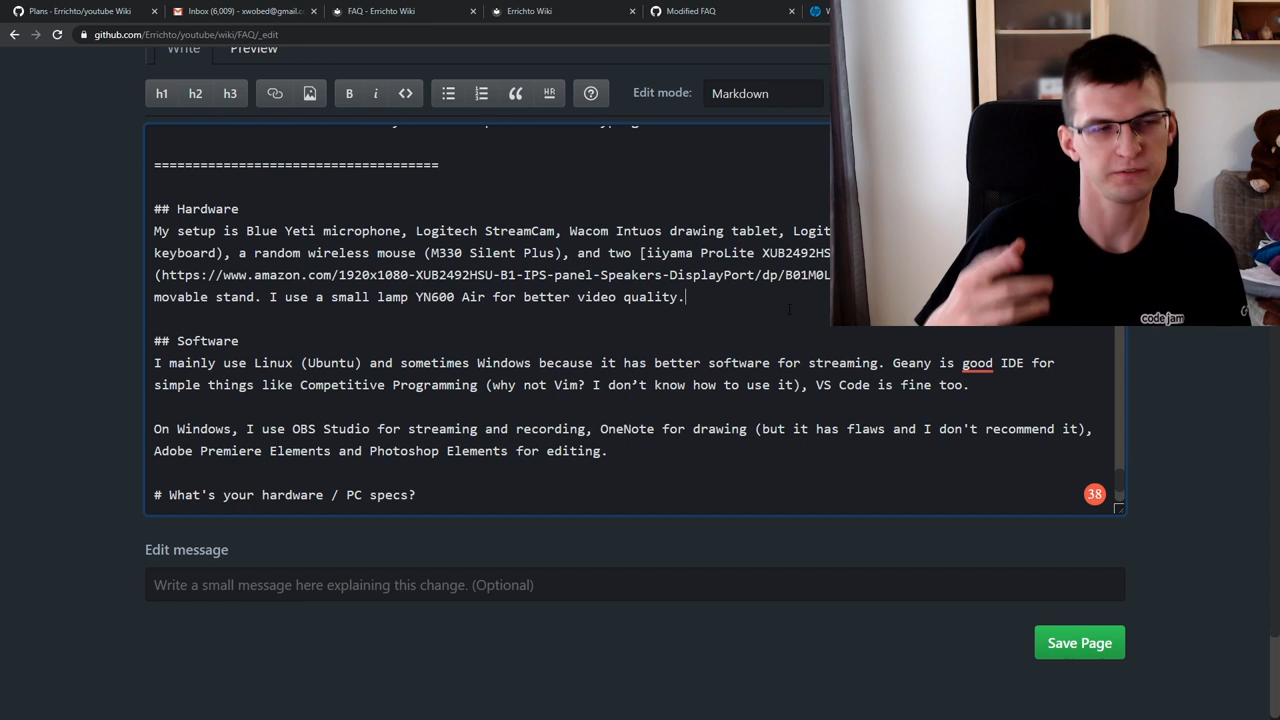 Plans · Errichto/youtube Wiki
Inbox (6,009) - xwobed@gmail.c
FAQ - Errichto Wiki
Errichto Wiki
Modified FAQ
W
github.com/Errichto/youtube/wiki/FAQ/_edit
Write Preview
h1 h2 h3 B i <> HR Edit mode: Markdown
=====================================
## Hardware
My setup is Blue Yeti microphone, Logitech StreamCam, Wacom Intuos drawing tablet, Logit
keyboard), a random wireless mouse (M330 Silent Plus), and two [iiyama ProLite XUB2492HS
(https://www.amazon.com/1920x1080-XUB2492HSU-B1-IPS-panel-Speakers-DisplayPort/dp/B01M0L
movable stand. I use a small lamp YN600 Air for better video quality.
## Software
I mainly use Linux (Ubuntu) and sometimes Windows because it has better software for streaming. Geany is good IDE for
simple things like Competitive Programming (why not Vim? I don’t know how to use it), VS Code is fine too.
On Windows, I use OBS Studio for streaming and recording, OneNote for drawing (but it has flaws and I don't recommend it),
Adobe Premiere Elements and Photoshop Elements for editing.
# What's your hardware / PC specs?
38
Edit message
Write a small message here explaining this change. (Optional)
Save Page
code jam